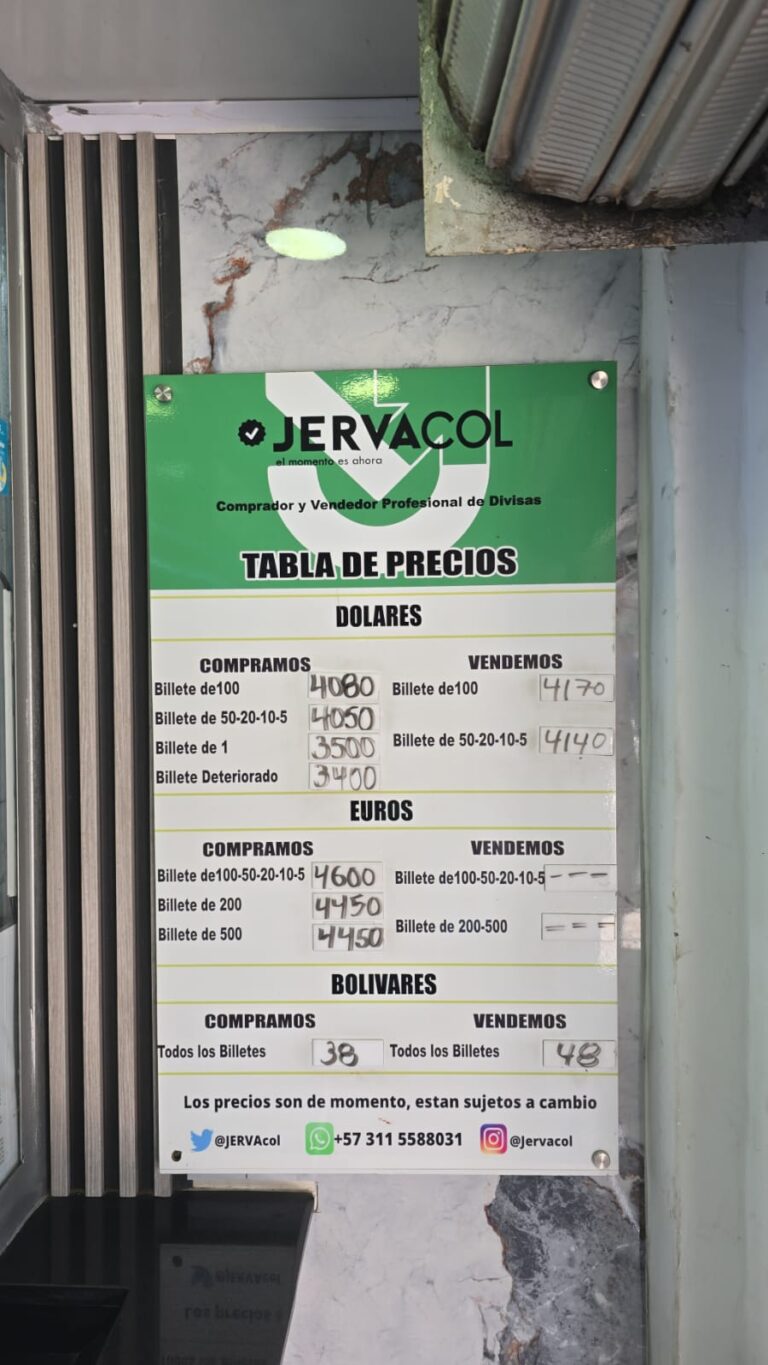 JERVACOL
el momento es ahora
Comprador y Vendedor Profesional de Divisas
TABLA DE PRECIOS
DOLARES
COMPRAMOS
Billete de100 4080
Billete de 50-20-10-5 4050
Billete de 1 3500
Billete Deteriorado 3400
VENDEMOS
Billete de100 4170
Billete de 50-20-10-5 4140
EUROS
COMPRAMOS
Billete de100-50-20-10-5 4600
Billete de 200 4450
Billete de 500 4450
VENDEMOS
Billete de100-50-20-10-5 ---
Billete de 200-500 ===
BOLIVARES
COMPRAMOS
Todos los Billetes 38
VENDEMOS
Todos los Billetes 48
Los precios son de momento, estan sujetos a cambio
@JERVAcol +57 311 5588031 @Jervacol